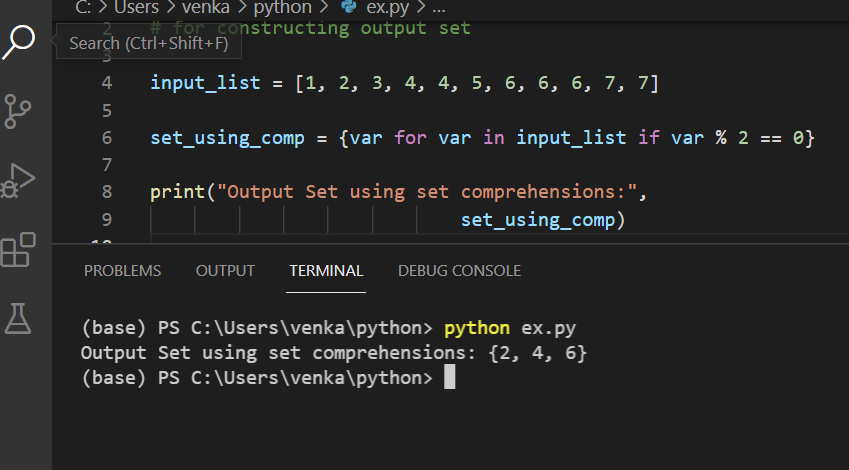 C: > Users > venka > python > ex.py > ...
2 # for constructing output set
Search (Ctrl+Shift+F)
3
4 input_list = [1, 2, 3, 4, 4, 5, 6, 6, 6, 7, 7]
5
6 set_using_comp = {var for var in input_list if var % 2 == 0}
7
8 print("Output Set using set comprehensions:",
9 set_using_comp)
10
PROBLEMS OUTPUT TERMINAL DEBUG CONSOLE
(base) PS C:\Users\venka\python> python ex.py
Output Set using set comprehensions: {2, 4, 6}
(base) PS C:\Users\venka\python>